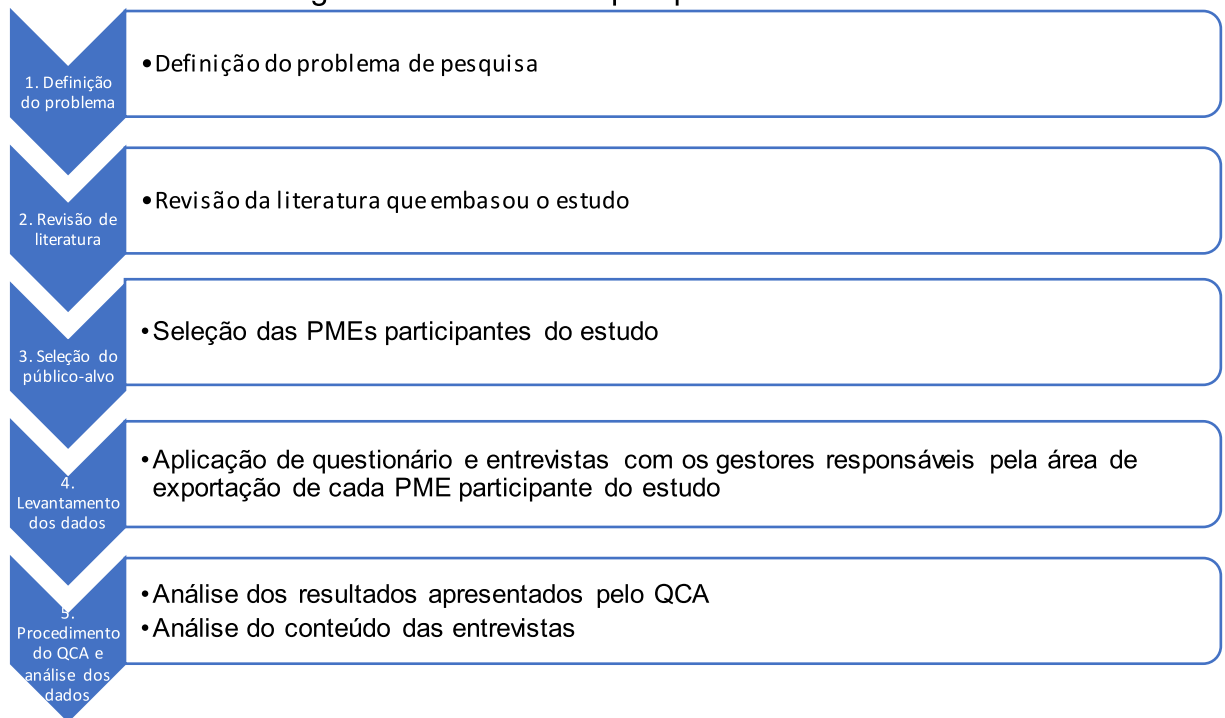 1. Definição
do problema
•Definição do problema de pesquisa
2. Revisão de
literatura
•Revisão da literatura que embasou o estudo
3. Seleção do
público-alvo
•Seleção das PMEs participantes do estudo
4.
Levantamento
dos dados
•Aplicação de questionário e entrevistas com os gestores responsáveis pela área de
exportação de cada PME participante do estudo
5.
Procedimento
do QCA e
análise dos
dados
•Análise dos resultados apresentados pelo QCA
•Análise do conteúdo das entrevistas